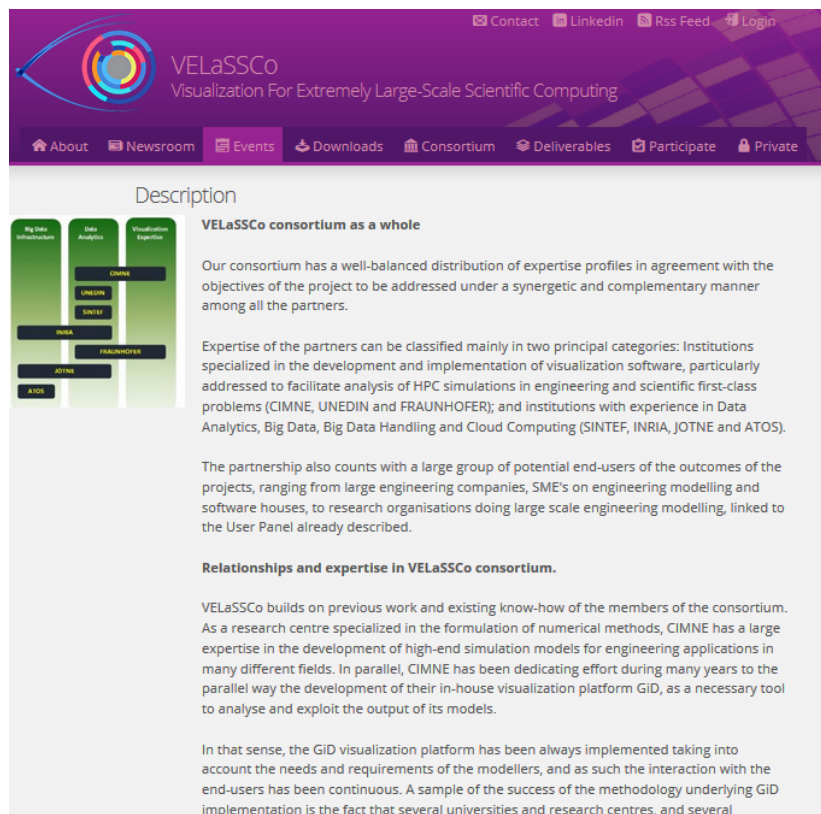 Contact Linkedin Rss Feed Login
VELaSSCo
Visualization For Extremely Large-Scale Scientific Computing
About Newsroom Events Downloads Consortium Deliverables Participate Private
Description
Big Data Infrastructure
Data Analytics
Visualization Expertise
CIMNE
UNEDIN
SINTEF
INRIA
FRAUNHOFER
JOTNE
ATOS
VELaSSCo consortium as a whole
Our consortium has a well-balanced distribution of expertise profiles in agreement with the
objectives of the project to be addressed under a synergetic and complementary manner
among all the partners.
Expertise of the partners can be classified mainly in two principal categories: Institutions
specialized in the development and implementation of visualization software, particularly
addressed to facilitate analysis of HPC simulations in engineering and scientific first-class
problems (CIMNE, UNEDIN and FRAUNHOFER); and institutions with experience in Data
Analytics, Big Data, Big Data Handling and Cloud Computing (SINTEF, INRIA, JOTNE and ATOS).
The partnership also counts with a large group of potential end-users of the outcomes of the
projects, ranging from large engineering companies, SME's on engineering modelling and
software houses, to research organisations doing large scale engineering modelling, linked to
the User Panel already described.
Relationships and expertise in VELaSSCo consortium.
VELaSSCo builds on previous work and existing know-how of the members of the consortium.
As a research centre specialized in the formulation of numerical methods, CIMNE has a large
expertise in the development of high-end simulation models for engineering applications in
many different fields. In parallel, CIMNE has been dedicating effort during many years to the
parallel way the development of their in-house visualization platform GiD, as a necessary tool
to analyse and exploit the output of its models.
In that sense, the GiD visualization platform has been always implemented taking into
account the needs and requirements of the modellers, and as such the interaction with the
end-users has been continuous. A sample of the success of the methodology underlying GiD
implementation is the fact that several universities and research centres, and several